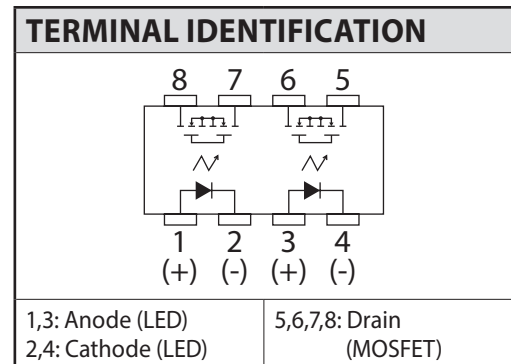 TERMINAL IDENTIFICATION
8 7 6 5
1 2 3 4
(+) (-) (+) (-)
1,3: Anode (LED)
2,4: Cathode (LED)
5,6,7,8: Drain
(MOSFET)